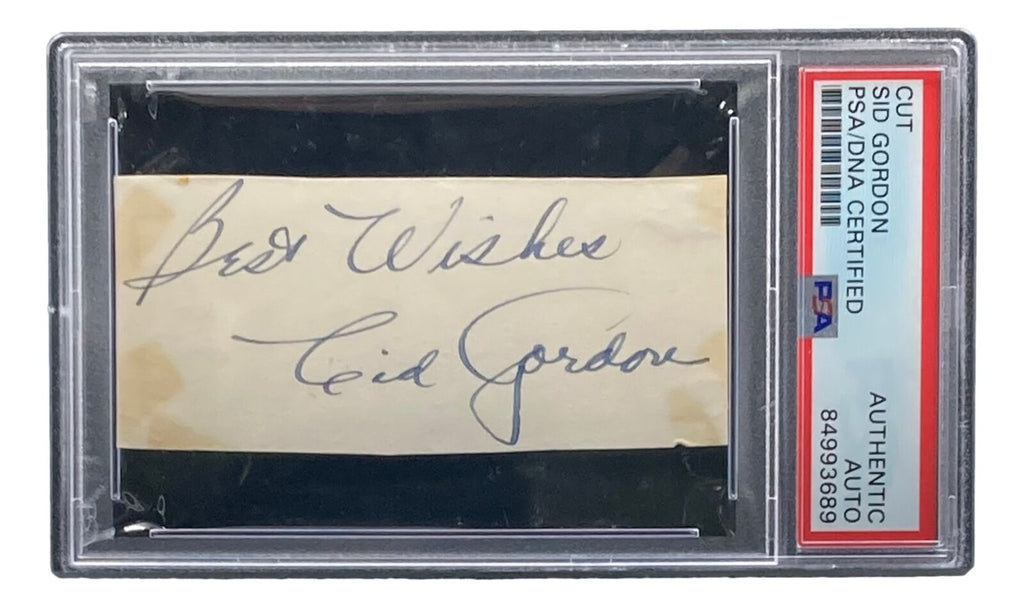 Best Wishes
Sid Gordon
CUT
SID GORDON
PSA/DNA CERTIFIED
PSA
AUTHENTIC
AUTO
84993689